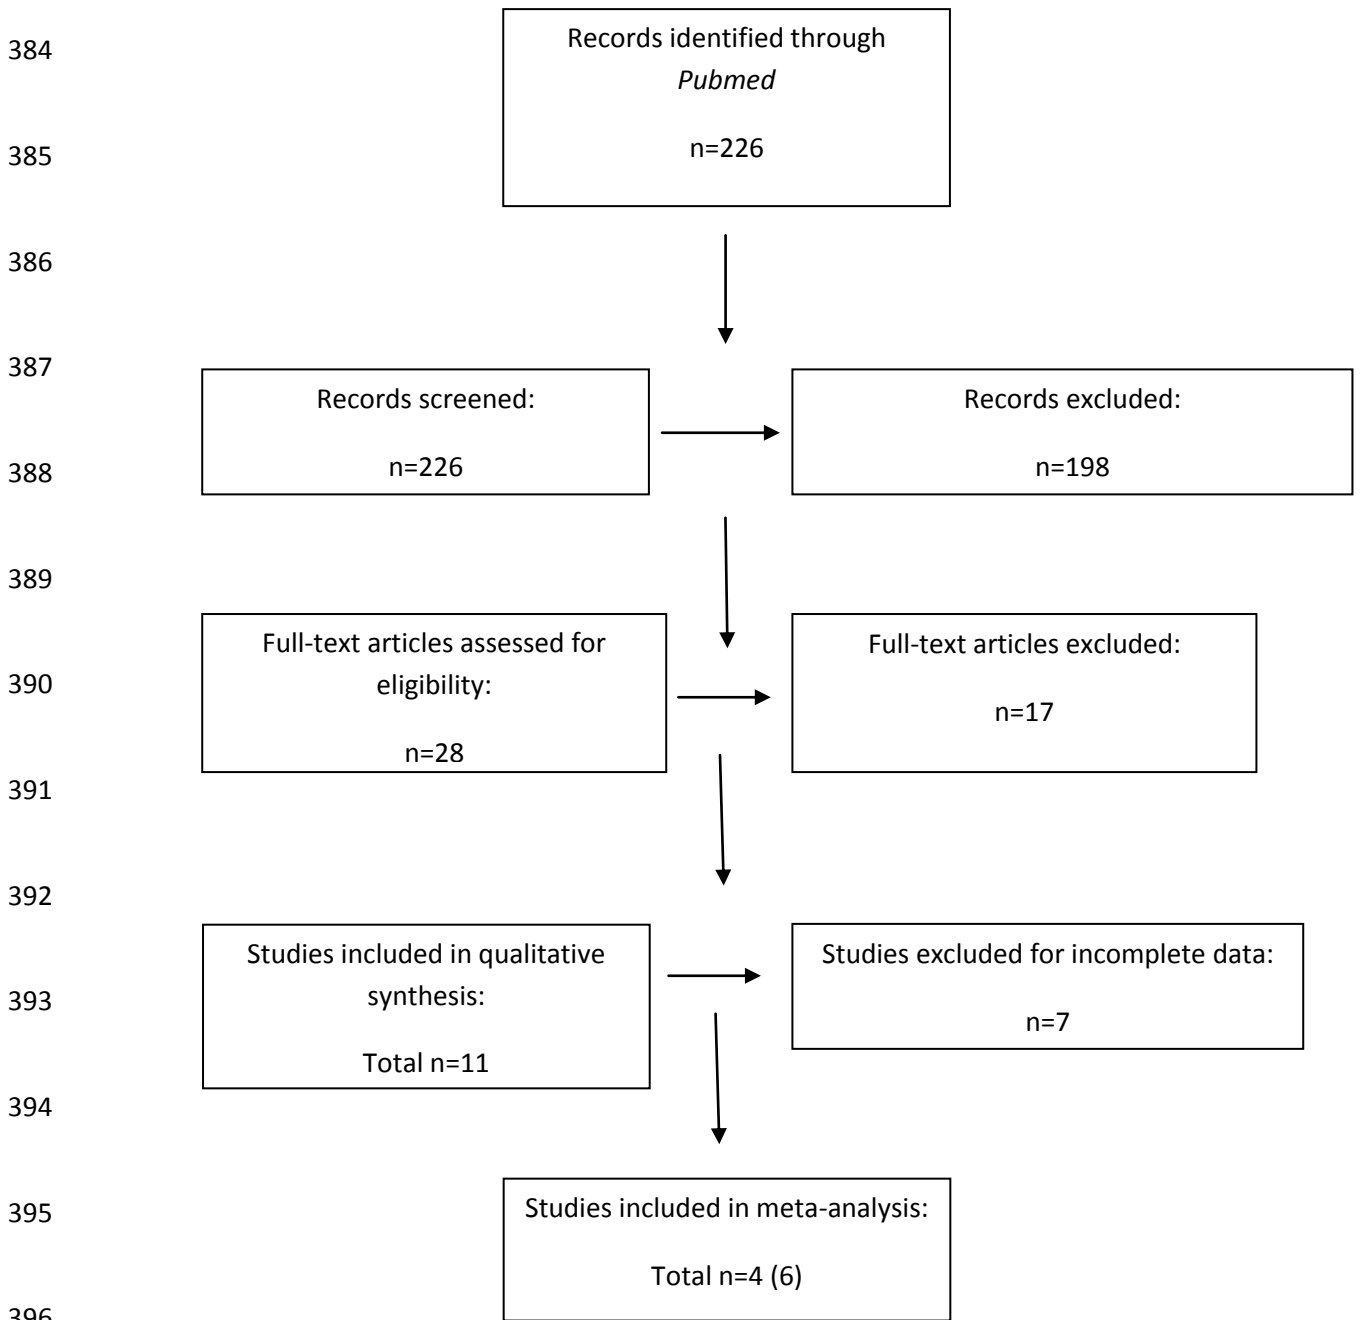 384
Records identified through
Pubmed
n=226
385
386
387
Records screened:
n=226
Records excluded:
n=198
388
389
Full-text articles assessed for
eligibility:
n=28
Full-text articles excluded:
n=17
390
391
392
Studies included in qualitative
synthesis:
Total n=11
Studies excluded for incomplete data:
n=7
393
394
395
Studies included in meta-analysis:
Total n=4 (6)
396